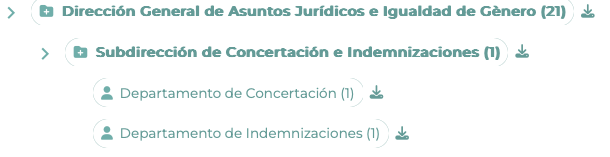 Dirección General de Asuntos Jurídicos e Igualdad de Gènero (21)
Subdirección de Concertación e Indemnizaciones (1)
Departamento de Concertación (1)
Departamento de Indemnizaciones (1)